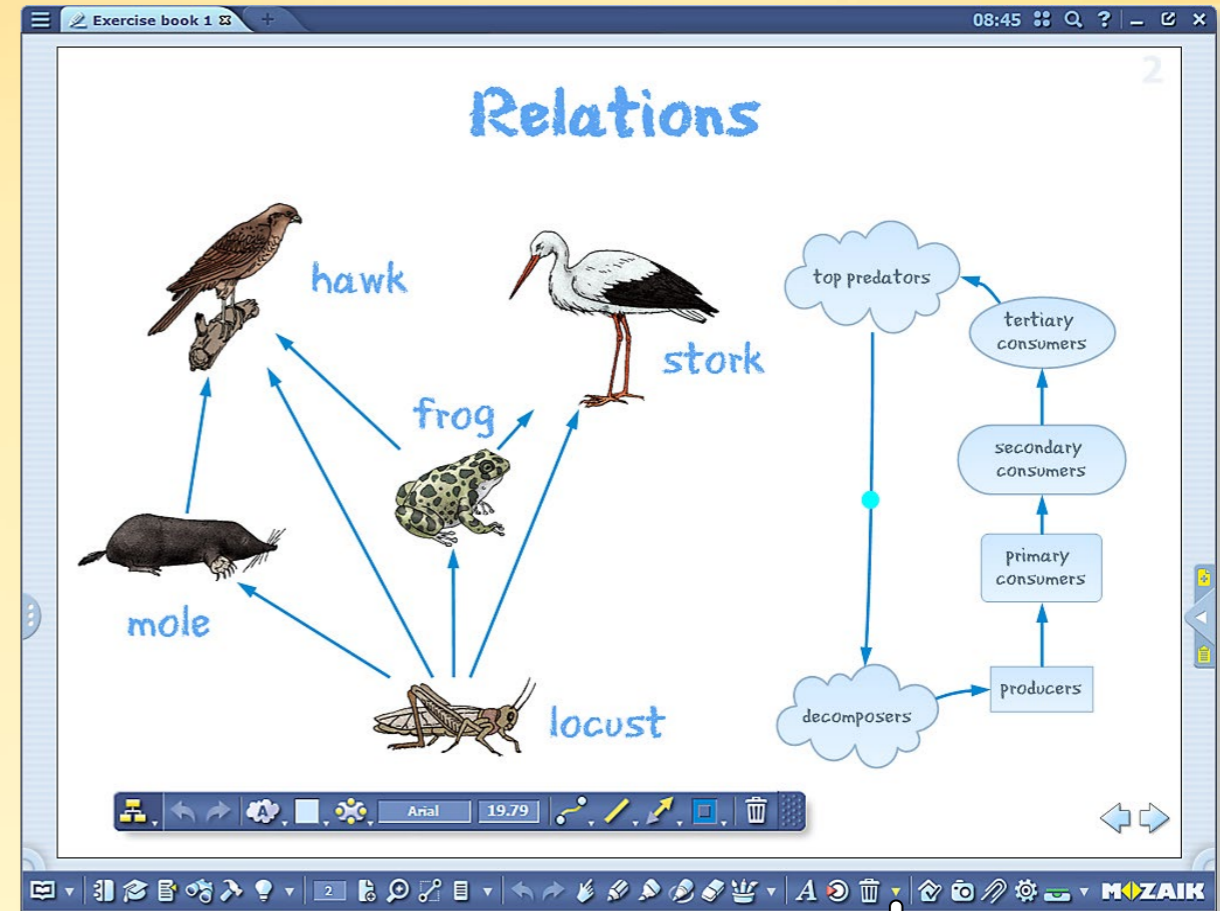 Exercise book 1
08:45
2
Relations
hawk
stork
frog
mole
locust
top predators
tertiary
consumers
secondary
consumers
primary
consumers
producers
decomposers
A
Arial
19.79
2
A
MOZAIK